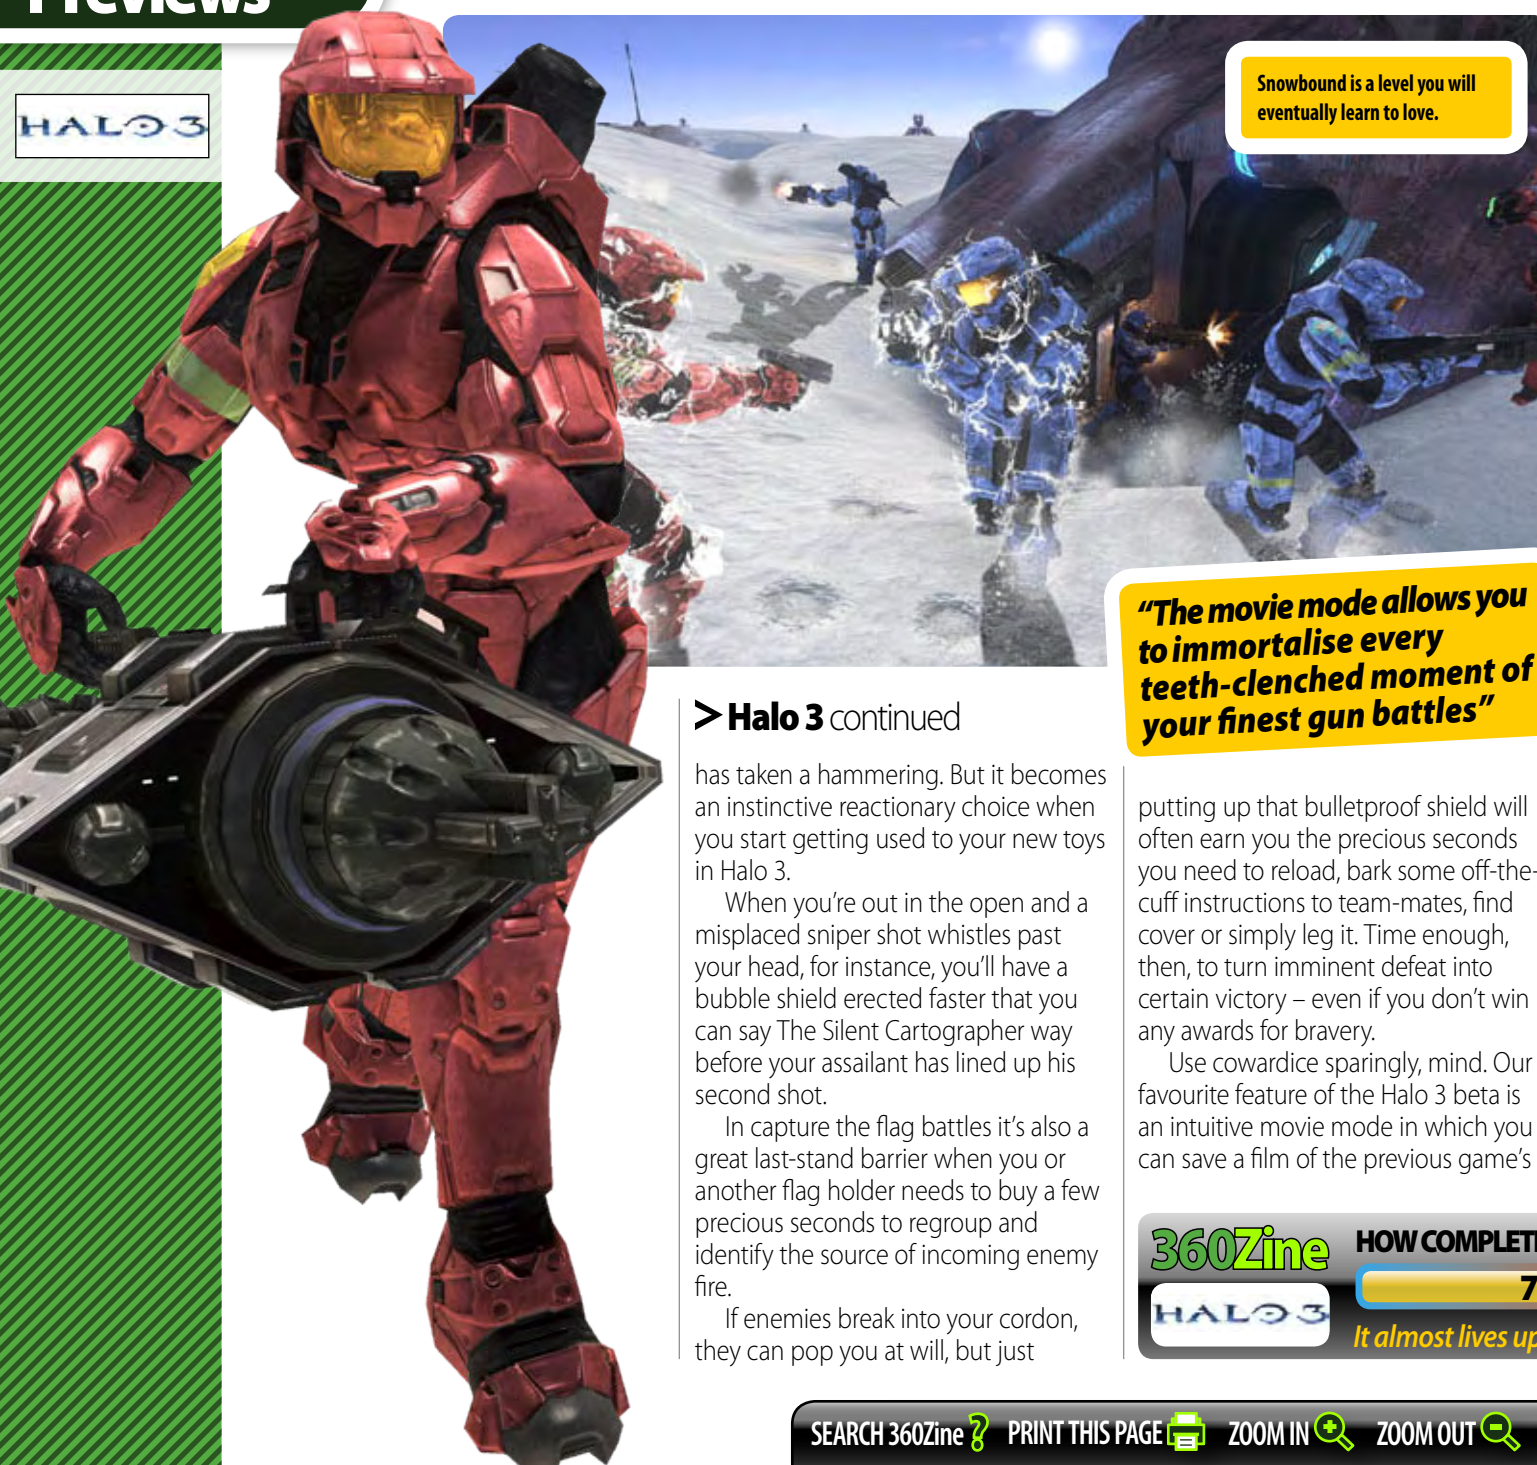 Previews
HALO 3
Snowbound is a level you will
eventually learn to love.
"The movie mode allows you
to immortalise every
teeth-clenched moment of
your finest gun battles"
> Halo 3 continued
has taken a hammering. But it becomes
an instinctive reactionary choice when
you start getting used to your new toys
in Halo 3.
When you're out in the open and a
misplaced sniper shot whistles past
your head, for instance, you'll have a
bubble shield erected faster that you
can say The Silent Cartographer way
before your assailant has lined up his
second shot.
In capture the flag battles it's also a
great last-stand barrier when you or
another flag holder needs to buy a few
precious seconds to regroup and
identify the source of incoming enemy
fire.
If enemies break into your cordon,
they can pop you at will, but just
putting up that bulletproof shield will
often earn you the precious seconds
you need to reload, bark some off-the-
cuff instructions to team-mates, find
cover or simply leg it. Time enough,
then, to turn imminent defeat into
certain victory – even if you don't win
any awards for bravery.
Use cowardice sparingly, mind. Our
favourite feature of the Halo 3 beta is
an intuitive movie mode in which you
can save a film of the previous game's
360Zine
HALO 3
HOW COMPLET
7
It almost lives up
SEARCH 360Zine PRINT THIS PAGE ZOOM IN ZOOM OUT